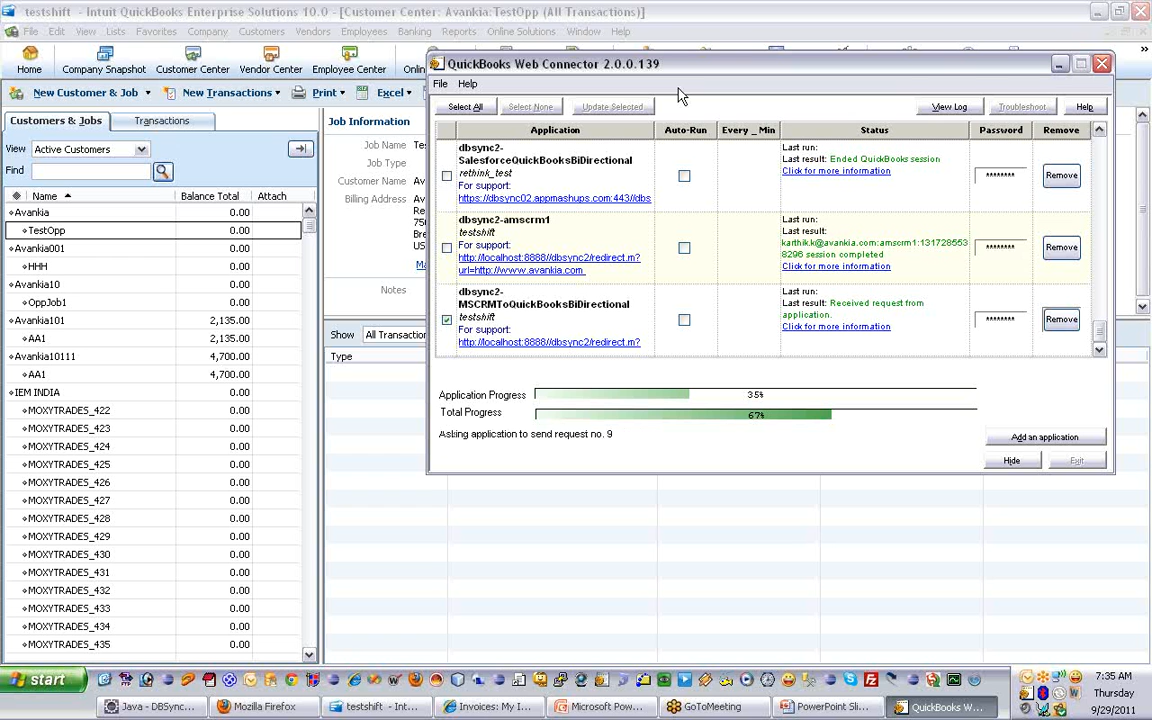 testshift - Intuit QuickBooks Enterprise Solutions 10.0 - [Customer Center: Avankia:TestOpp (All Transactions)]
File Edit View Lists Favorites Company Customers Vendors Employees Banking Reports Online Solutions Window Help
Home Company Snapshot Customer Center Vendor Center Employee Center
New Customer & Job New Transactions Print Excel
Customers & Jobs Transactions
View Active Customers
Find
Name Balance Total Attach
Avankia 0.00
TestOpp 0.00
Avankia001 0.00
HHH 0.00
Avankia10 0.00
OppJob1 0.00
Avankia101 2,135.00
AA1 2,135.00
Avankia10111 4,700.00
AA1 4,700.00
IEM INDIA 0.00
MOXYTRADES_422 0.00
MOXYTRADES_423 0.00
MOXYTRADES_424 0.00
MOXYTRADES_425 0.00
MOXYTRADES_426 0.00
MOXYTRADES_427 0.00
MOXYTRADES_428 0.00
MOXYTRADES_429 0.00
MOXYTRADES_430 0.00
MOXYTRADES_431 0.00
MOXYTRADES_432 0.00
MOXYTRADES_433 0.00
MOXYTRADES_434 0.00
MOXYTRADES_435 0.00
Job Information
Job Name Te
Job Type
Customer Name Av
Billing Address Av
Re
75
Bre
Un
Ma
Notes
Show All Transactio
Type
QuickBooks Web Connector 2.0.0.139
File Help
Select All Select None Update Selected View Log Troubleshoot Help
Application Auto-Run Every _ Min Status Password Remove
dbsync2-
SalesforceQuickBooksBiDirectional
rethink_test
For support:
https://dbsync02.appmashups.com:443//dbs
Last run:
Last result: Ended QuickBooks session
Click for more information
********
Remove
dbsync2-amscrm1
testshift
For support:
http://localhost:8888//dbsync2/redirect.m?
url=http://www.avankia.com
Last run:
Last result:
karthik.k@avankia.com:amscrm1:131728553
8296 session completed
Click for more information
********
Remove
dbsync2-
MSCRMToQuickBooksBiDirectional
testshift
For support:
http://localhost:8888//dbsync2/redirect.m?
Last run:
Last result: Received request from
application.
Click for more information
********
Remove
Application Progress 35%
Total Progress 67%
Asking application to send request no. 9
Add an application
Hide Exit
start
Java - DBSync... Mozilla Firefox testshift - Int... Invoices: My I... Microsoft Pow... GoToMeeting PowerPoint Sli... QuickBooks W...
7:35 AM
Thursday
9/29/2011